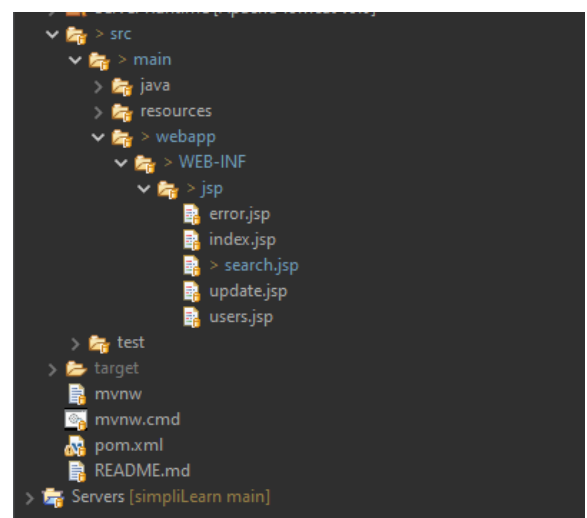 > src
> main
java
resources
> webapp
> WEB-INF
> jsp
error.jsp
index.jsp
> search.jsp
update.jsp
users.jsp
test
target
mvnw
mvnw.cmd
pom.xml
README.md
Servers [simpliLearn main]